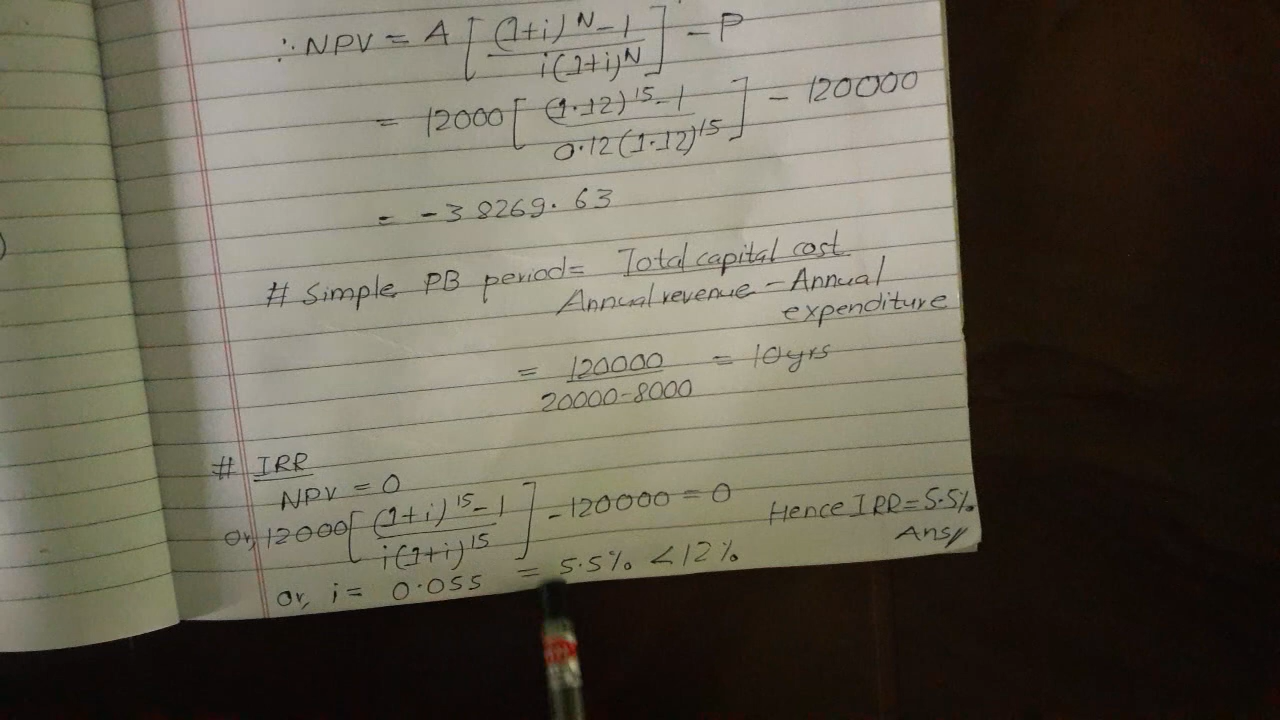 ∴ NPV = A [ (1+i)^N - 1 / i(1+i)^N ] - P
= 12000 [ (1.12)^15 - 1 / 0.12(1.12)^15 ] - 120000
= -38269.63
# Simple PB period = Total capital cost / Annual revenue - Annual expenditure
= 120000 / 20000-8000 = 10yrs
# IRR
NPV = 0
Or, 12000 [ (1+i)^15 - 1 / i(1+i)^15 ] - 120000 = 0
Or, i = 0.055 = 5.5% < 12%
Hence IRR = 5.5%
Ans//